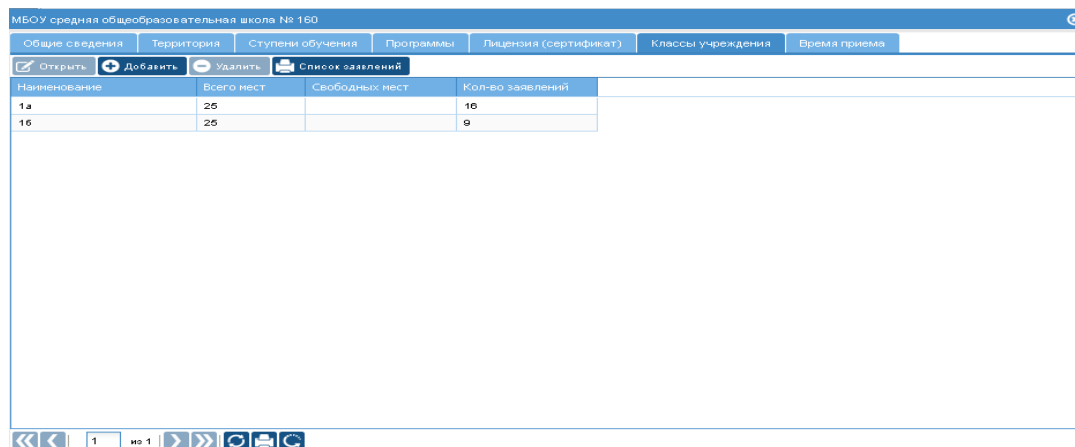 МБОУ средняя общеобразовательная школа № 160
Общие сведения Территория Ступени обучения Программы Лицензия (сертификат) Классы учреждения Время приема
Открыть Добавить Удалить Список заявлений
Наименование Всего мест Свободных мест Кол-во заявлений
1а 25 16
1б 25 9
1 из 1